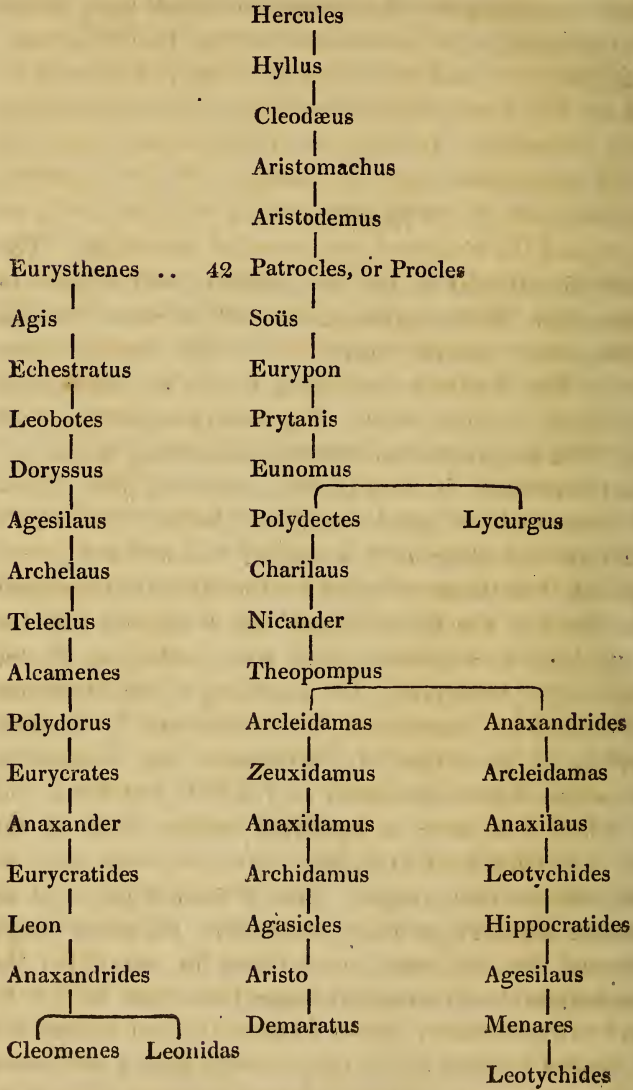 Hercules
Hyllus
Cleodæus
Aristomachus
Aristodemus
Eurysthenes .. 42 Patrocles, or Procles
Agis Soüs
Echestratus Eurypon
Leobotes Prytanis
Doryssus Eunomus
Agesilaus Polydectes Lycurgus
Archelaus Charilaus
Teleclus Nicander
Alcamenes Theopompus
Polydorus Arcleidamas Anaxandrides
Eurycrates Zeuxidamus Arcleidamas
Anaxander Anaxidamus Anaxilaus
Eurycratides Archidamus Leotychides
Leon Agasicles Hippocratides
Anaxandrides Aristo Agesilaus
Demaratus Menares
Cleomenes Leonidas
Leotychides